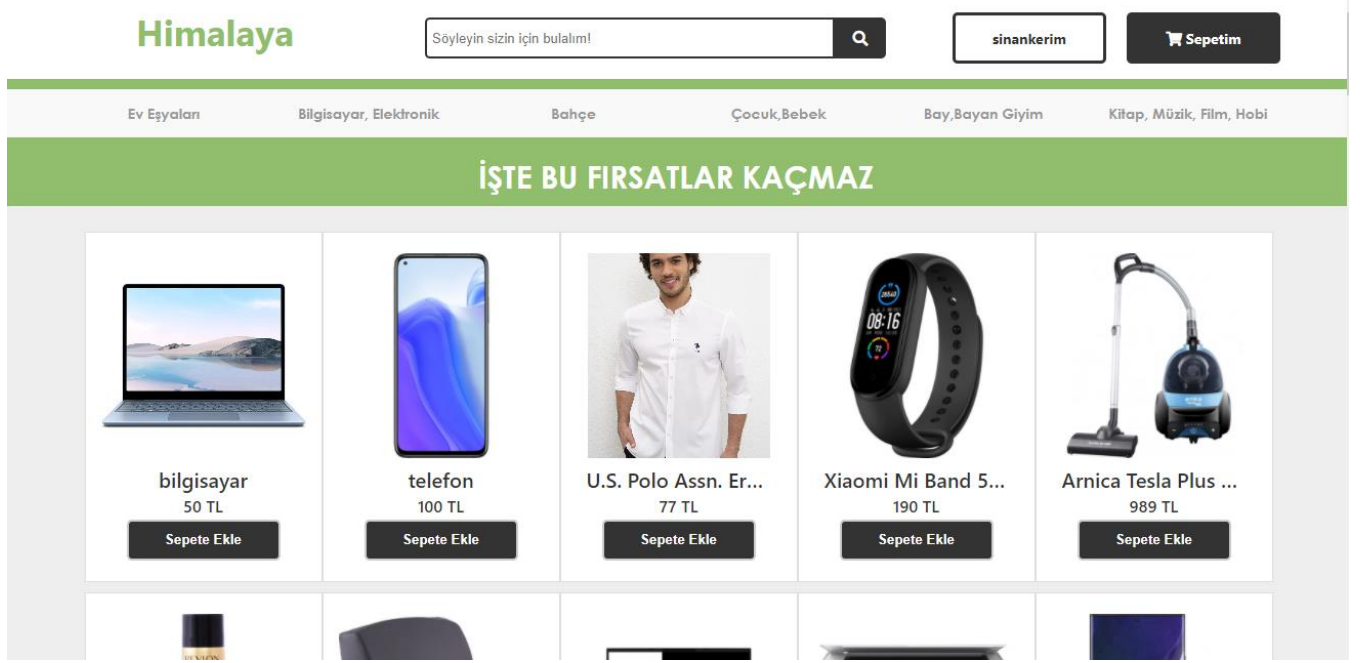 Himalaya
Söyleyin sizin için bulalım!
sinankerim
Sepetim
Ev Eşyaları
Bilgisayar, Elektronik
Bahçe
Çocuk,Bebek
Bay,Bayan Giyim
Kitap, Müzik, Film, Hobi
İŞTE BU FIRSATLAR KAÇMAZ
08:16
bilgisayar
50 TL
Sepete Ekle
telefon
100 TL
Sepete Ekle
U.S. Polo Assn. Er...
77 TL
Sepete Ekle
Xiaomi Mi Band 5...
190 TL
Sepete Ekle
Arnica Tesla Plus ...
989 TL
Sepete Ekle
REVLON